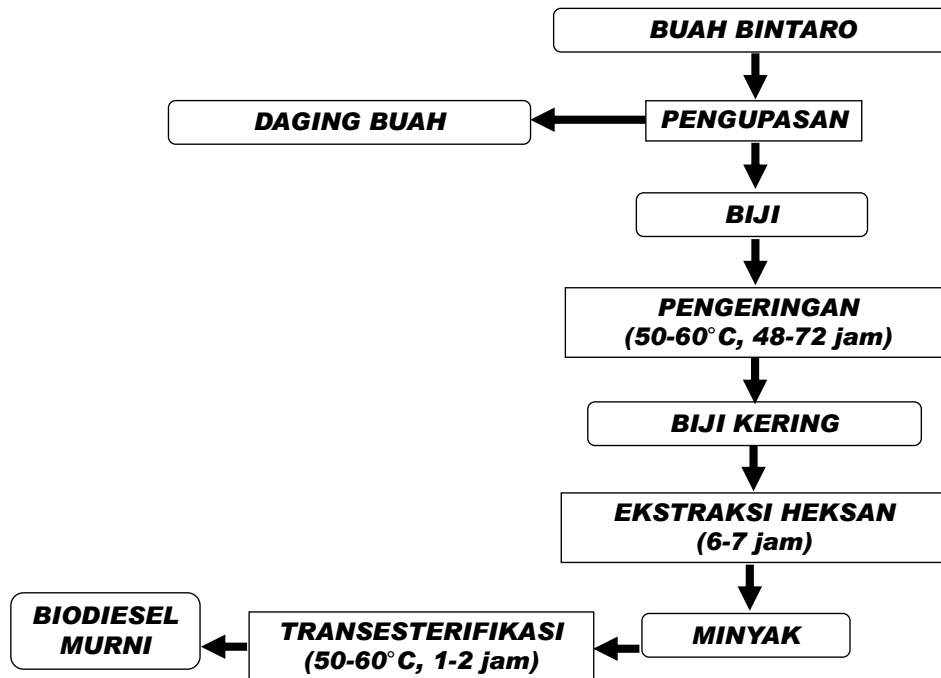 BUAH BINTARO
DAGING BUAH
PENGUPASAN
BIJI
PENGERINGAN
(50-60°C, 48-72 jam)
BIJI KERING
EKSTRAKSI HEKSAN
(6-7 jam)
MINYAK
TRANSESTERIFIKASI
(50-60°C, 1-2 jam)
BIODIESEL
MURNI